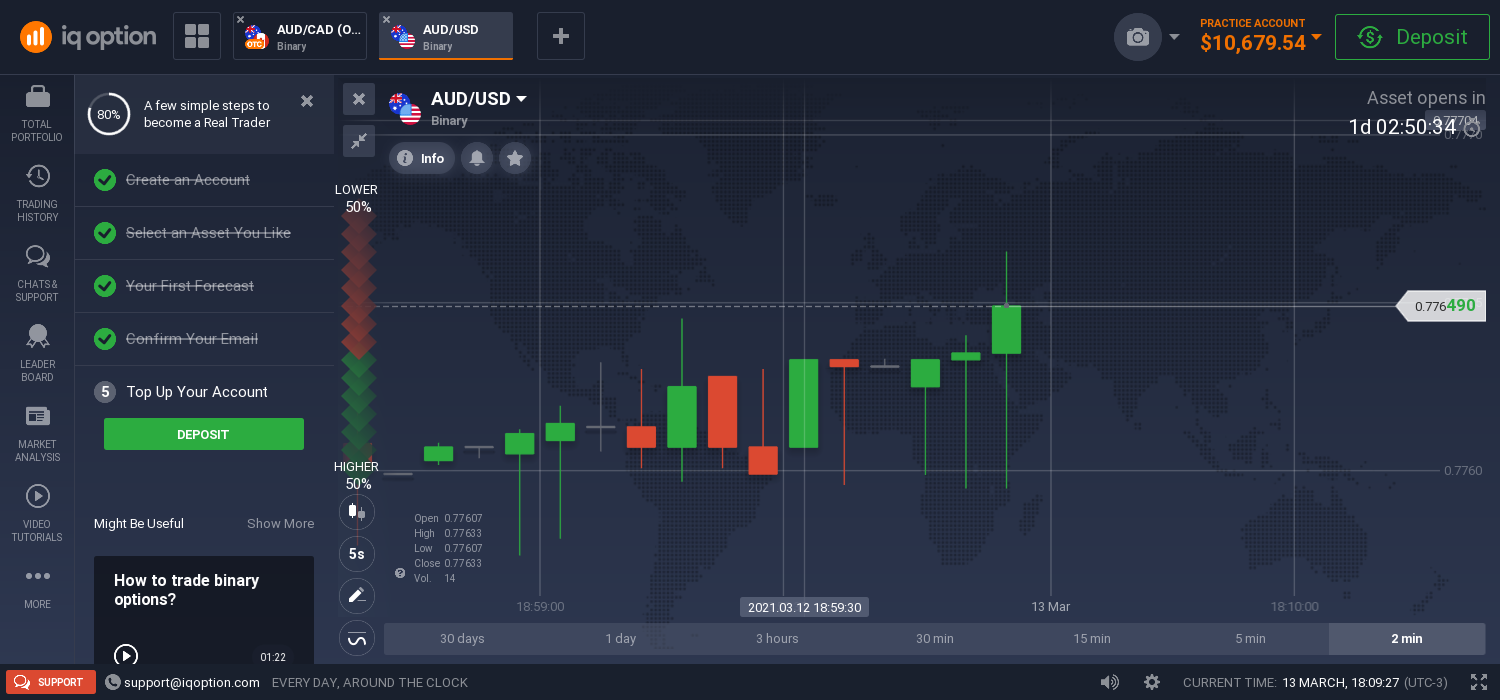 iq option
AUD/CAD (O...
Binary
OTC
AUD/USD
Binary
PRACTICE ACCOUNT
$10,679.54
Deposit
TOTAL
PORTFOLIO
TRADING
HISTORY
CHATS &
SUPPORT
LEADER
BOARD
MARKET
ANALYSIS
VIDEO
TUTORIALS
MORE
80%
A few simple steps to
become a Real Trader
Create an Account
Select an Asset You Like
Your First Forecast
Confirm Your Email
5 Top Up Your Account
DEPOSIT
Might Be Useful
Show More
How to trade binary
options?
01:22
AUD/USD
Binary
Info
Asset opens in
1d 02:50:34
0.77704
0.7770
LOWER
50%
HIGHER
50%
5s
0.776490
0.7760
Open 0.77607
High 0.77633
Low 0.77607
Close 0.77633
Vol. 14
18:59:00
2021.03.12 18:59:30
13 Mar
18:10:00
30 days
1 day
3 hours
30 min
15 min
5 min
2 min
SUPPORT
support@iqoption.com
EVERY DAY, AROUND THE CLOCK
CURRENT TIME: 13 MARCH, 18:09:27 (UTC-3)